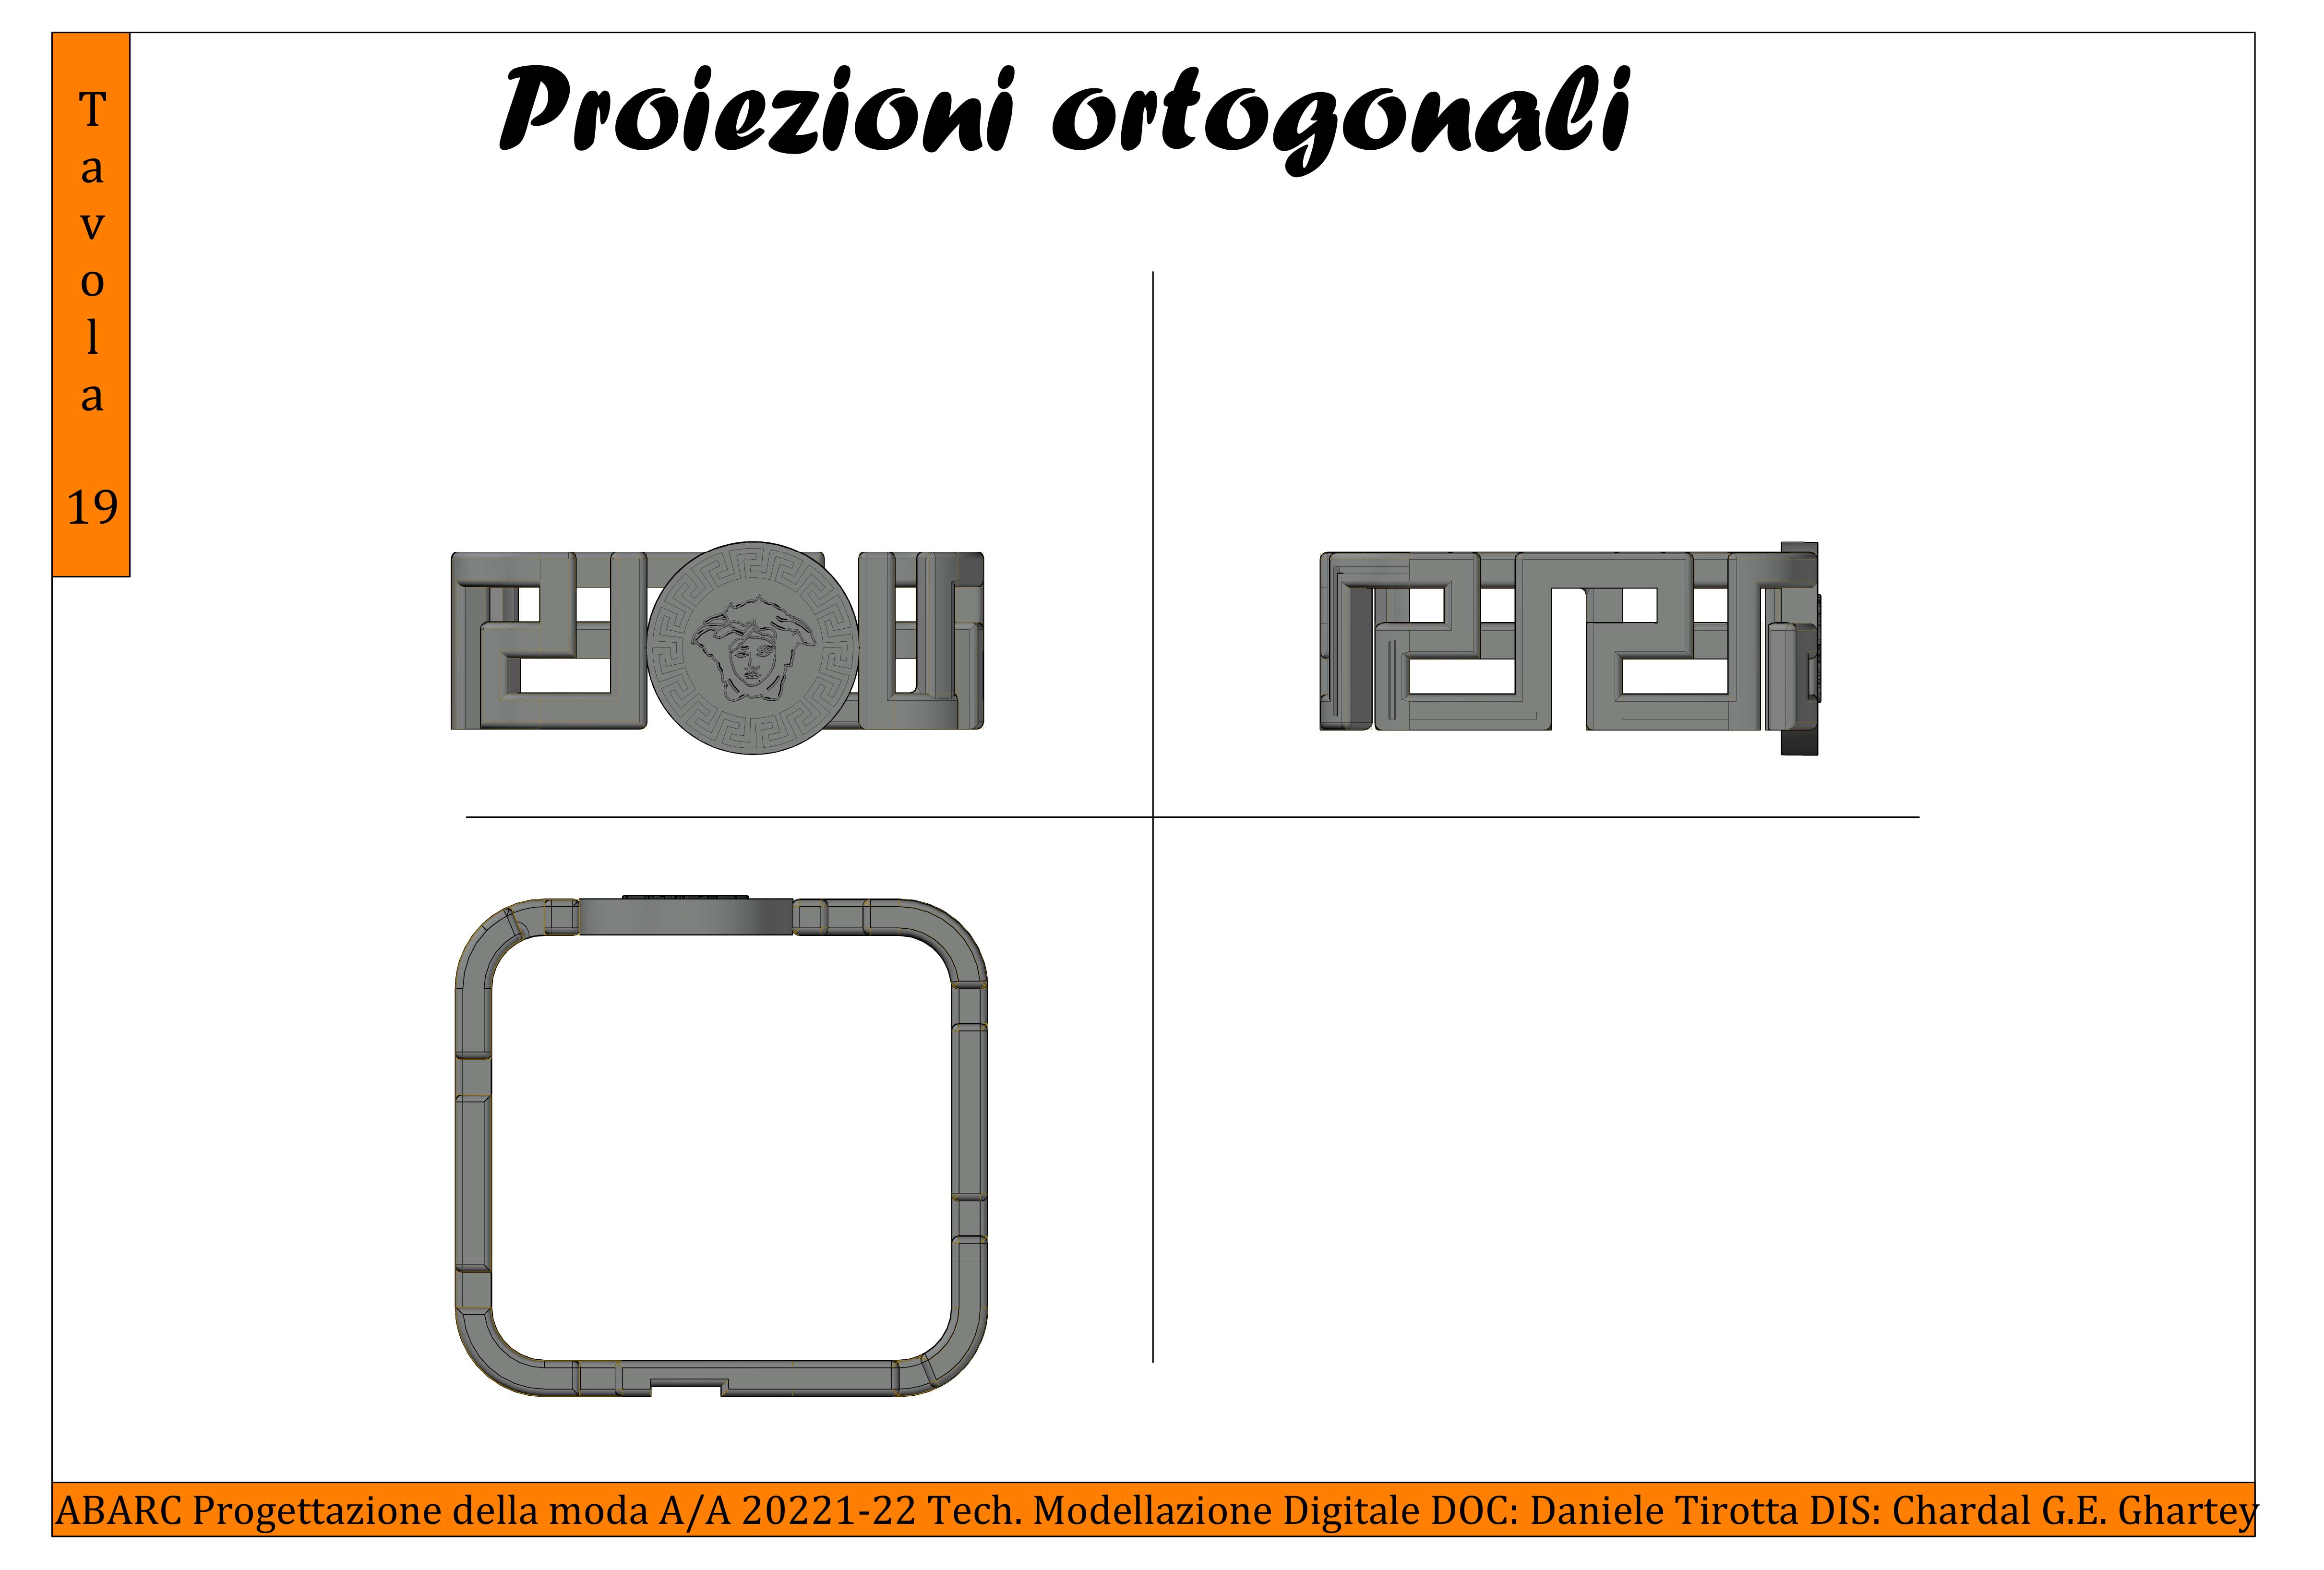 Proiezioni ortogonali
Tavola
19
ABARC Progettazione della moda A/A 20221-22 Tech. Modellazione Digitale DOC: Daniele Tirotta DIS: Chardal G.E. Ghartey